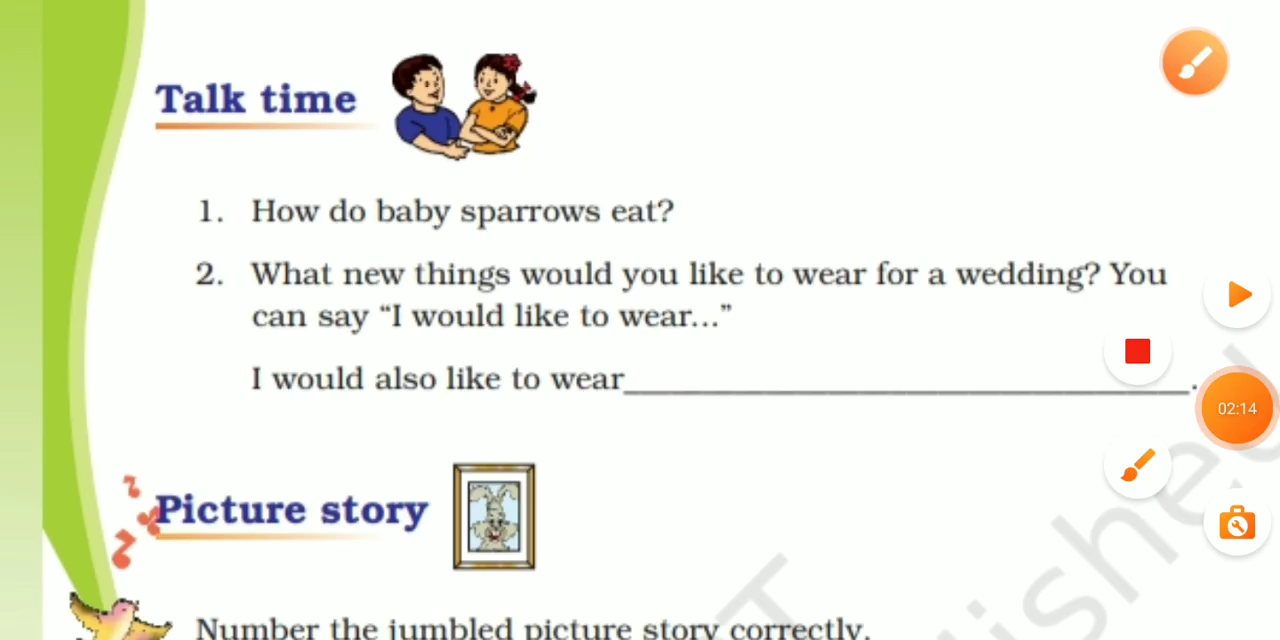 Talk time
1. How do baby sparrows eat?
2. What new things would you like to wear for a wedding? You
can say “I would like to wear...”
I would also like to wear____________________.
02:14
Picture story
Number the jumbled picture story correctly.